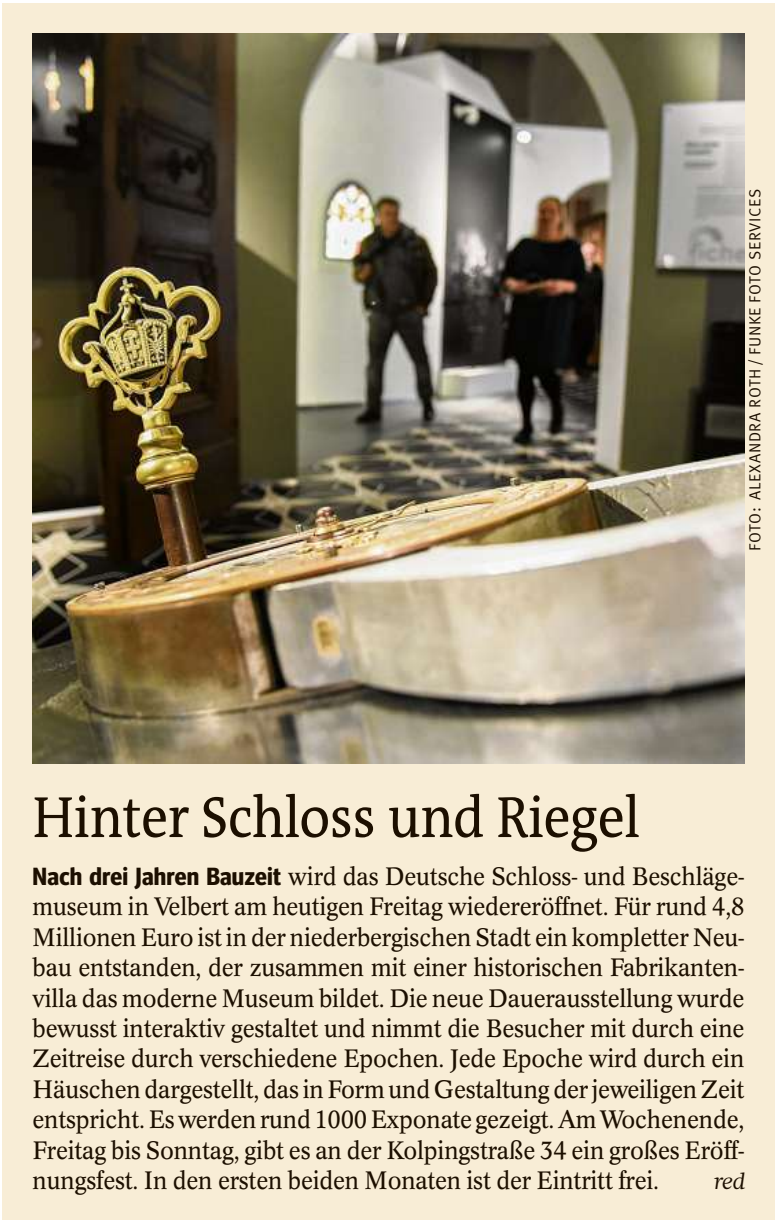 fichet
FOTO: ALEXANDRA ROTH / FUNKE FOTO SERVICES
Hinter Schloss und Riegel
Nach drei Jahren Bauzeit wird das Deutsche Schloss- und Beschläge-
museum in Velbert am heutigen Freitag wiedereröffnet. Für rund 4,8
Millionen Euro ist in der niederbergischen Stadt ein kompletter Neu-
bau entstanden, der zusammen mit einer historischen Fabrikanten-
villa das moderne Museum bildet. Die neue Dauerausstellung wurde
bewusst interaktiv gestaltet und nimmt die Besucher mit durch eine
Zeitreise durch verschiedene Epochen. Jede Epoche wird durch ein
Häuschen dargestellt, das in Form und Gestaltung der jeweiligen Zeit
entspricht. Es werden rund 1000 Exponate gezeigt. Am Wochenende,
Freitag bis Sonntag, gibt es an der Kolpingstraße 34 ein großes Eröff-
nungsfest. In den ersten beiden Monaten ist der Eintritt frei. red